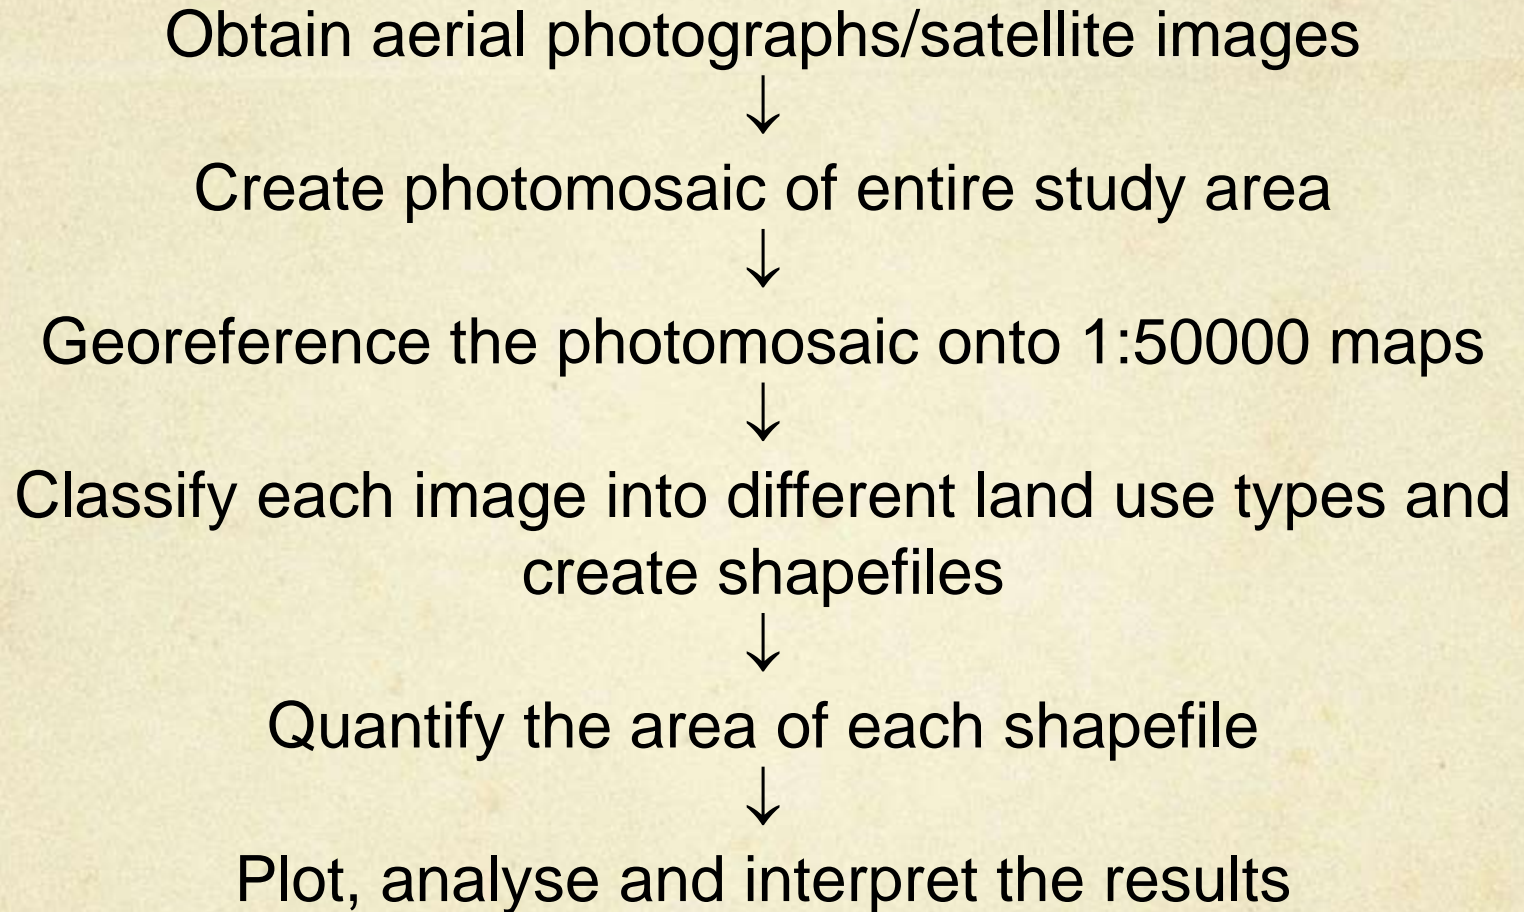 Obtain aerial photographs/satellite images
↓
Create photomosaic of entire study area
↓
Georeference the photomosaic onto 1:50000 maps
↓
Classify each image into different land use types and
create shapefiles
↓
Quantify the area of each shapefile
↓
Plot, analyse and interpret the results